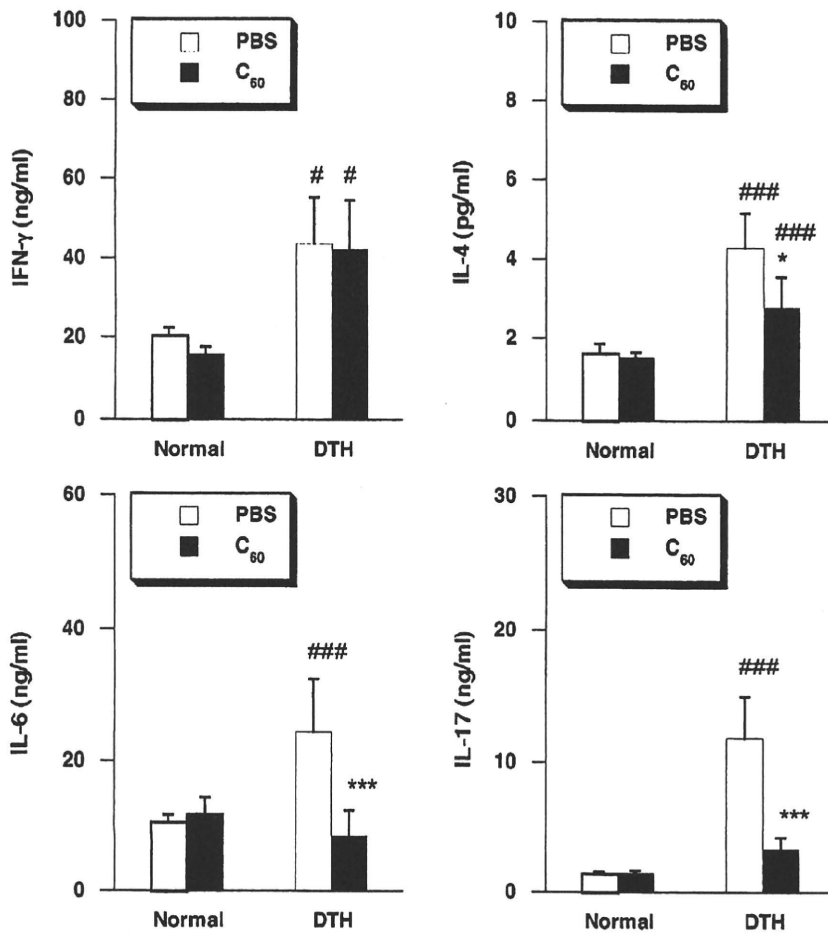 PBS
C60
IFN-γ (ng/ml)
100
80
60
40
20
0
# #
Normal DTH
PBS
C60
IL-4 (pg/ml)
10
8
6
4
2
0
###
###
*
Normal DTH
PBS
C60
IL-6 (ng/ml)
60
40
20
0
###
***
Normal DTH
PBS
C60
IL-17 (ng/ml)
30
20
10
0
###
***
Normal DTH